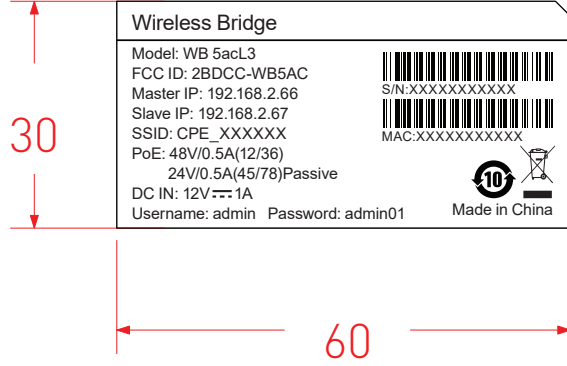 Wireless Bridge
Model: WB 5acL3
FCC ID: 2BDCC-WB5AC
Master IP: 192.168.2.66
Slave IP: 192.168.2.67
SSID: CPE_XXXXXX
PoE: 48V/0.5A(12/36)
24V/0.5A(45/78)Passive
DC IN: 12V⎓1A
Username: admin Password: admin01
S/N:XXXXXXXXXXX
MAC:XXXXXXXXXXX
10
Made in China
30
60